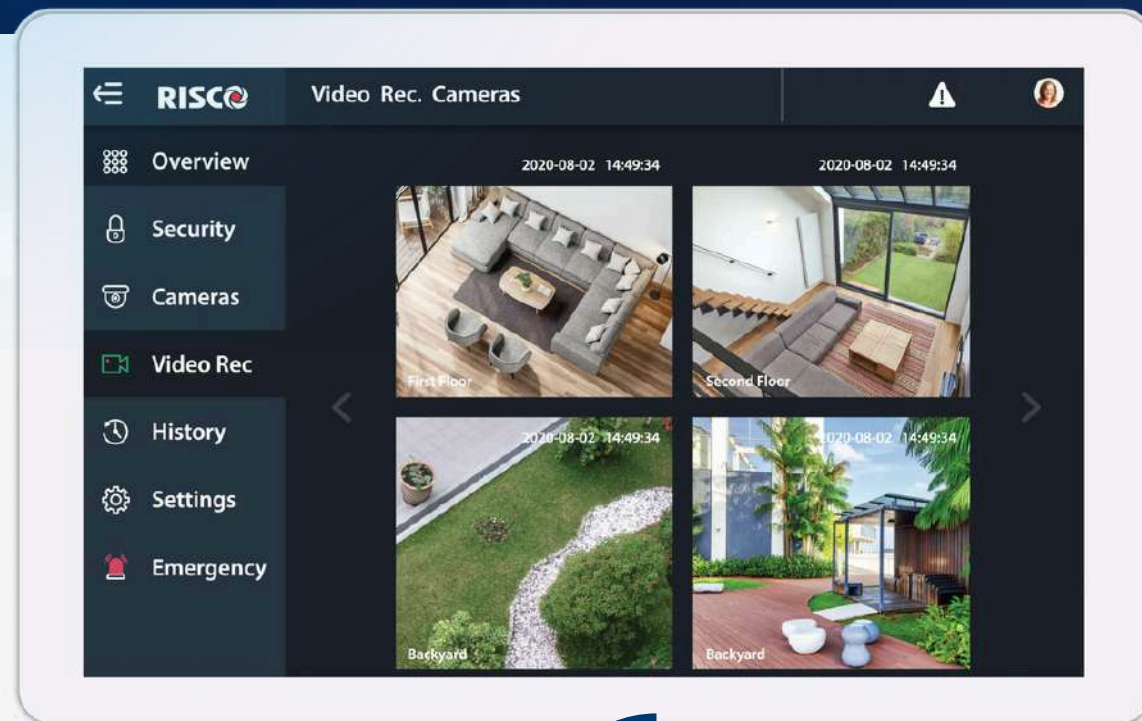 RISCO
Video Rec. Cameras
Overview
Security
Cameras
Video Rec
History
Settings
Emergency
2020-08-02 14:49:34
2020-08-02 14:49:34
First Floor
Second Floor
2020-08-02 14:49:34
2020-08-02 14:49:34
Backyard
Backyard